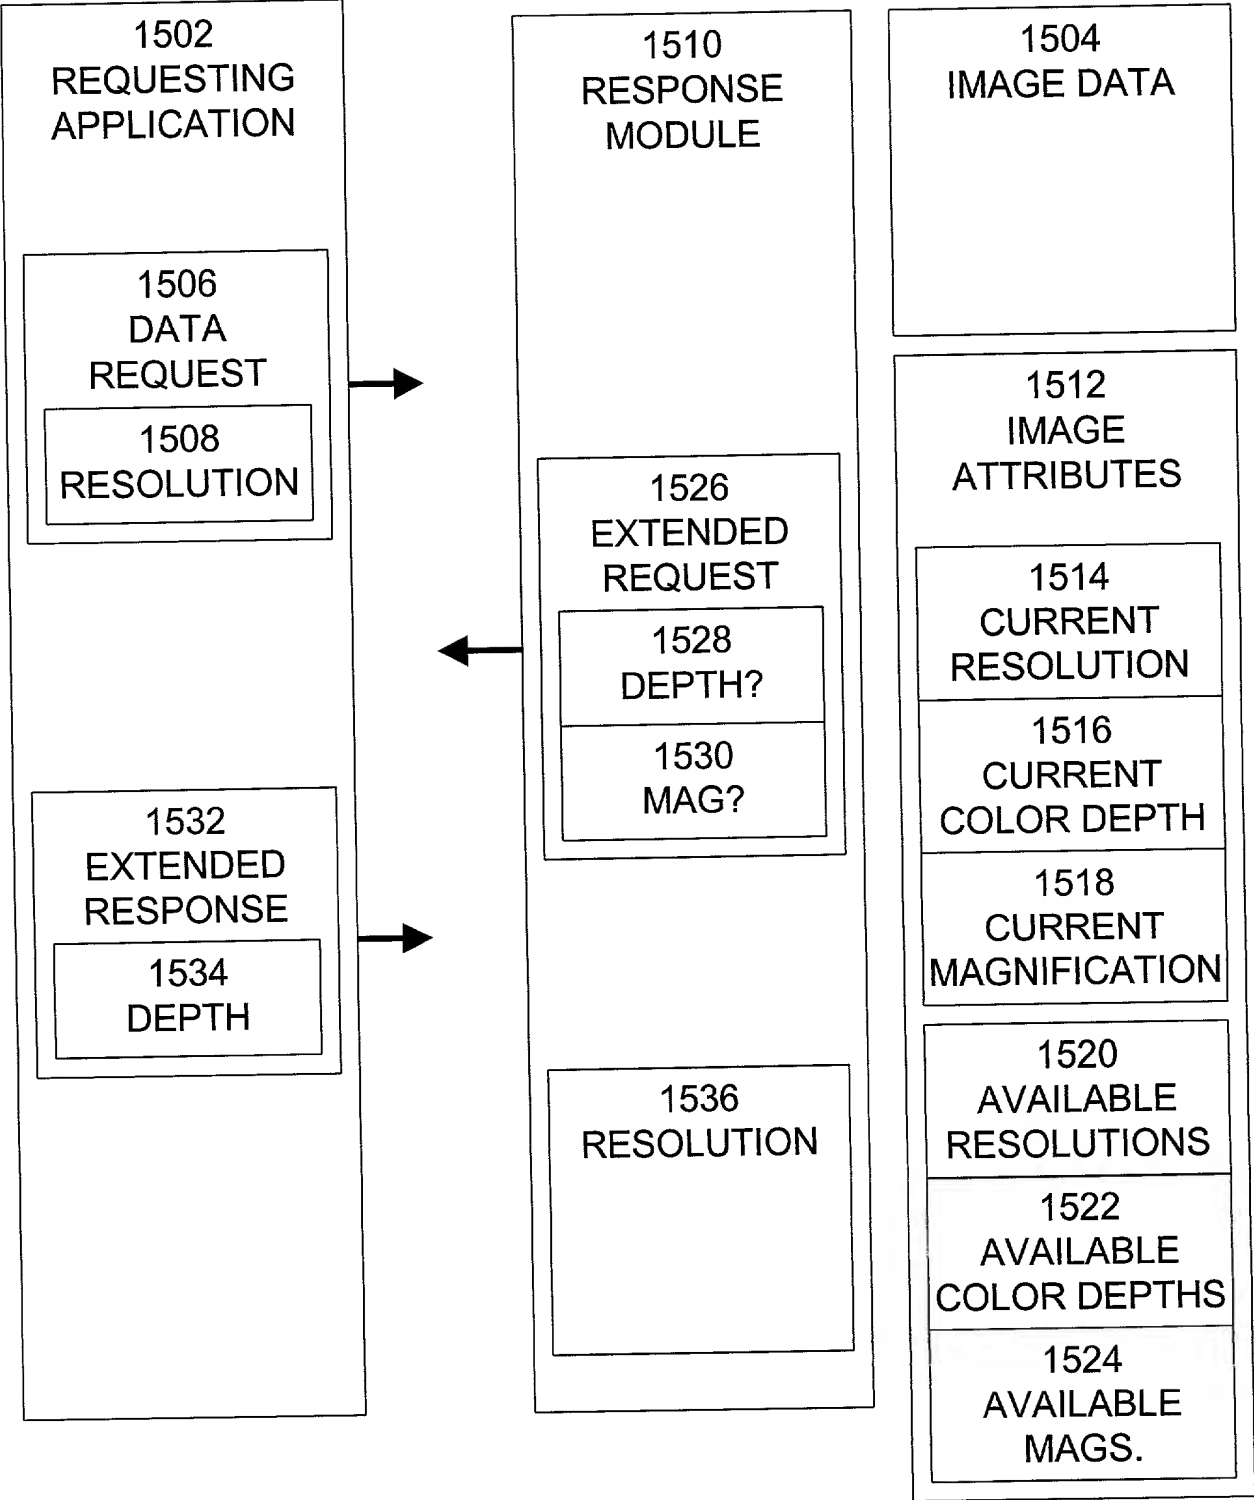 1502
REQUESTING
APPLICATION
1506
DATA
REQUEST
1508
RESOLUTION
1532
EXTENDED
RESPONSE
1534
DEPTH
1510
RESPONSE
MODULE
1526
EXTENDED
REQUEST
1528
DEPTH?
1530
MAG?
1536
RESOLUTION
1504
IMAGE DATA
1512
IMAGE
ATTRIBUTES
1514
CURRENT
RESOLUTION
1516
CURRENT
COLOR DEPTH
1518
CURRENT
MAGNIFICATION
1520
AVAILABLE
RESOLUTIONS
1522
AVAILABLE
COLOR DEPTHS
1524
AVAILABLE
MAGS.